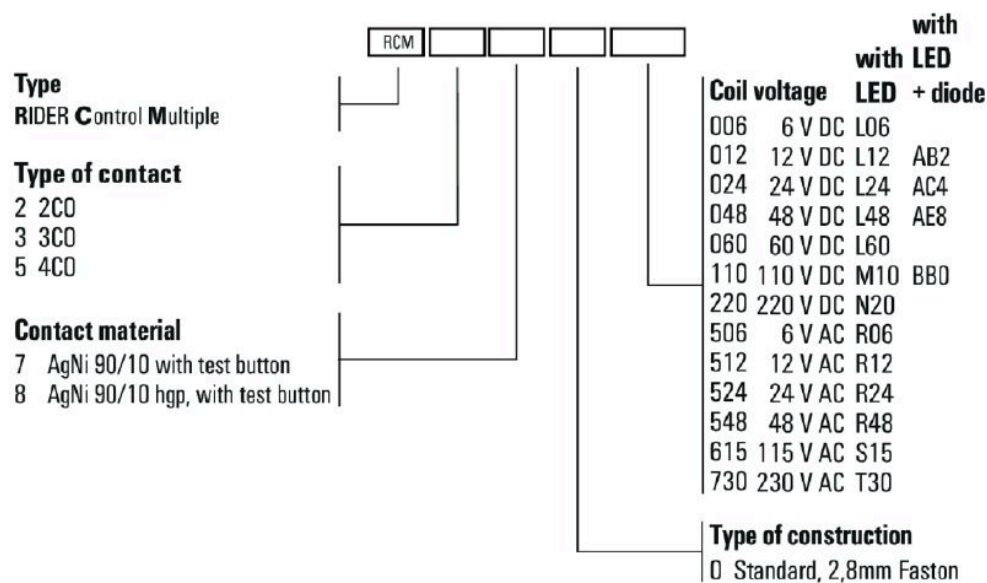 RCM
Type
RIDER Control Multiple
Type of contact
2 2CO
3 3CO
5 4CO
Contact material
7 AgNi 90/10 with test button
8 AgNi 90/10 hgp, with test button
with
with LED
Coil voltage LED + diode
006 6 V DC L06
012 12 V DC L12 AB2
024 24 V DC L24 AC4
048 48 V DC L48 AE8
060 60 V DC L60
110 110 V DC M10 BB0
220 220 V DC N20
506 6 V AC R06
512 12 V AC R12
524 24 V AC R24
548 48 V AC R48
615 115 V AC S15
730 230 V AC T30
Type of construction
0 Standard, 2,8mm Faston